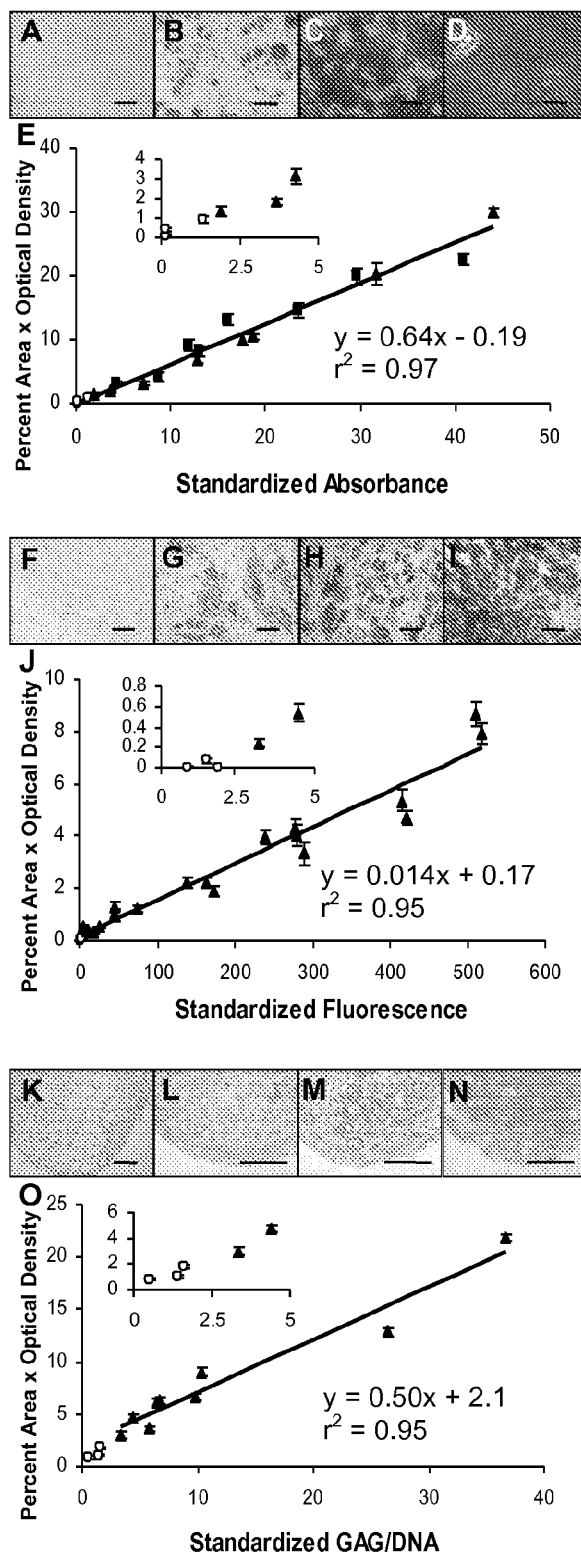 A B C D
E
Percent Area x Optical Density
40
30
20
10
0
4
3
2
1
0
0 2.5 5
y = 0.64x - 0.19
r² = 0.97
0 10 20 30 40 50
Standardized Absorbance
F G H I
J
Percent Area x Optical Density
10
8
6
4
2
0
0.8
0.6
0.4
0.2
0
0 2.5 5
y = 0.014x + 0.17
r² = 0.95
0 100 200 300 400 500 600
Standardized Fluorescence
K L M N
O
Percent Area x Optical Density
25
20
15
10
5
0
6
4
2
0
0 2.5 5
y = 0.50x + 2.1
r² = 0.95
0 10 20 30 40
Standardized GAG/DNA